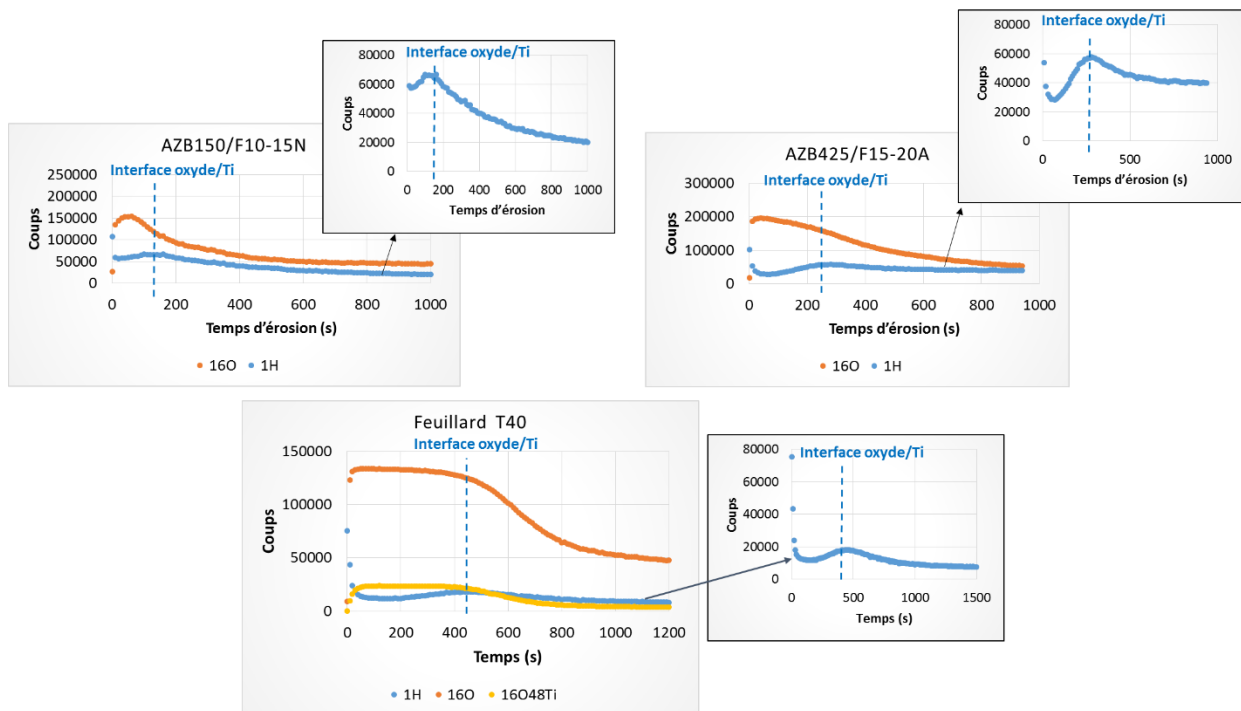 Interface oxyde/Ti
80000
60000
40000
20000
0
Coups
0 200 400 600 800 1000
Temps d'érosion
Interface oxyde/Ti
80000
60000
40000
20000
0
Coups
0 500 1000
Temps d'érosion (s)
AZB150/F10-15N
Interface oxyde/Ti
250000
200000
150000
100000
50000
0
Coups
0 200 400 600 800 1000
Temps d'érosion (s)
16O 1H
AZB425/F15-20A
Interface oxyde/Ti
300000
200000
100000
0
Coups
0 200 400 600 800 1000
Temps d'érosion (s)
16O 1H
Feuillard T40
Interface oxyde/Ti
150000
100000
50000
0
Coups
0 200 400 600 800 1000 1200
Temps (s)
1H 16O 16O48Ti
Interface oxyde/Ti
80000
60000
40000
20000
0
Coups
0 500 1000 1500
Temps (s)